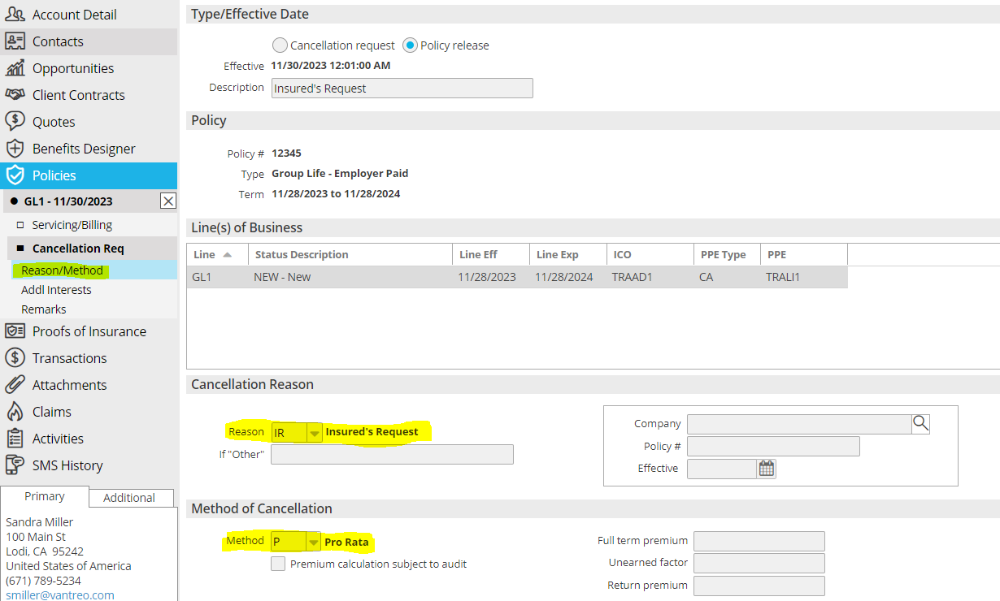 Account Detail
Contacts
Opportunities
Client Contracts
Quotes
Benefits Designer
Policies
GL1 - 11/30/2023
Servicing/Billing
Cancellation Req
Reason/Method
Addl Interests
Remarks
Proofs of Insurance
Transactions
Attachments
Claims
Activities
SMS History
Primary Additional
Sandra Miller
100 Main St
Lodi, CA 95242
United States of America
(671) 789-5234
smiller@vantreo.com
Type/Effective Date
Cancellation request Policy release
Effective 11/30/2023 12:01:00 AM
Description Insured's Request
Policy
Policy # 12345
Type Group Life - Employer Paid
Term 11/28/2023 to 11/28/2024
Line(s) of Business
Line Status Description Line Eff Line Exp ICO PPE Type PPE
GL1 NEW - New 11/28/2023 11/28/2024 TRAAD1 CA TRALI1
Cancellation Reason
Reason IR Insured's Request
If "Other"
Company
Policy #
Effective
Method of Cancellation
Method P Pro Rata
Premium calculation subject to audit
Full term premium
Unearned factor
Return premium